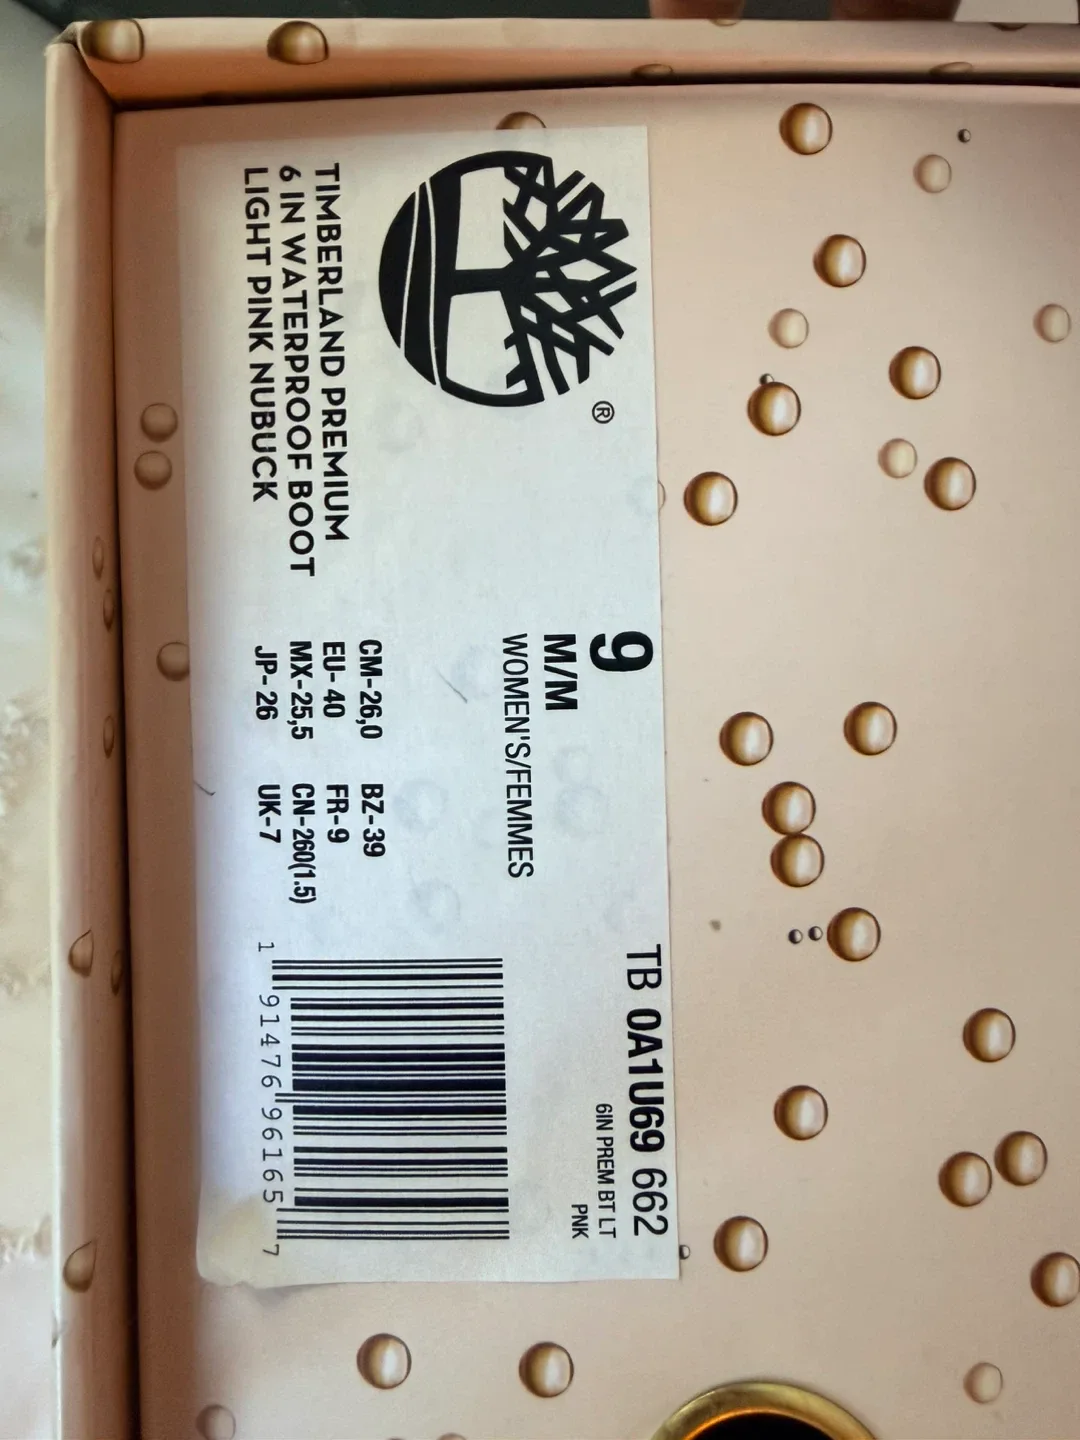 ®
TIMBERLAND PREMIUM
6 IN WATERPROOF BOOT
LIGHT PINK NUBUCK
9
M/M
WOMEN'S/FEMMES
CM-26,0 BZ-39
EU- 40 FR-9
MX-25,5 CN-260(1.5)
JP- 26 UK-7
TB 0A1U69 662
6IN PREM BT LT
PNK
1 91476 96165 7